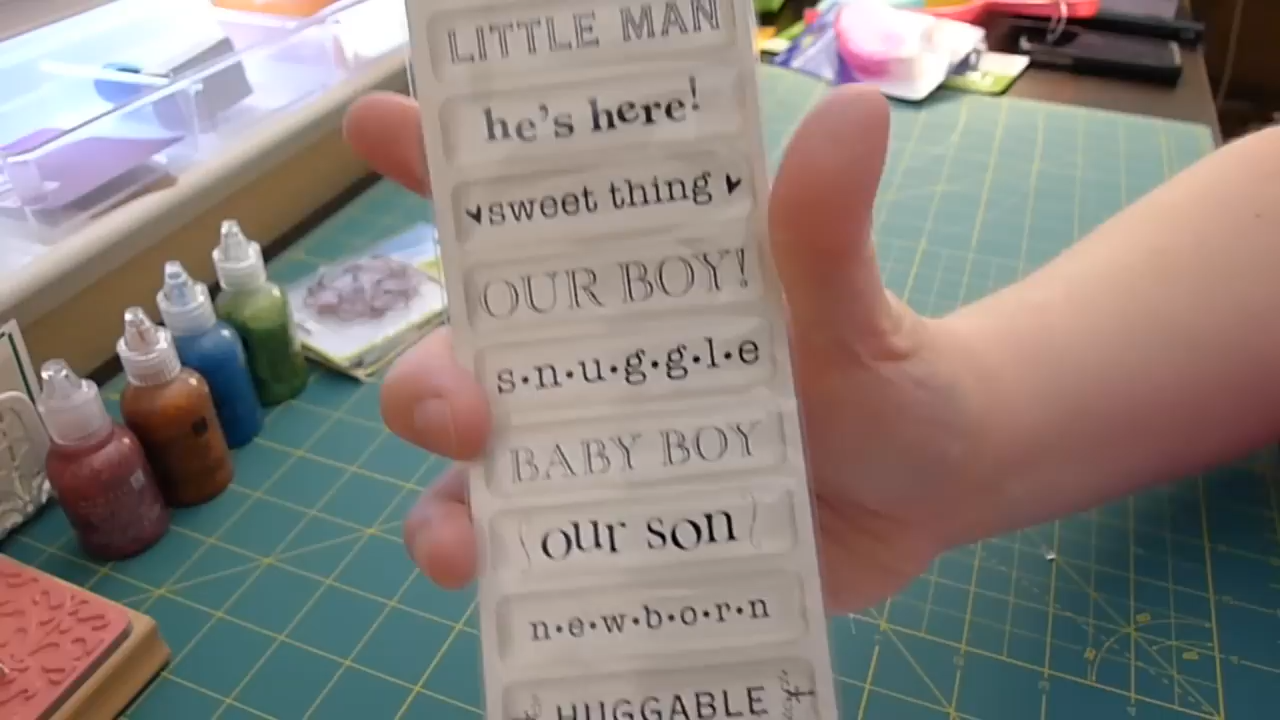 LITTLE MAN
he's here!
sweet thing
OUR BOY!
s·n·u·g·g·l·e
BABY BOY
our son
n·e·w·b·o·r·n
HUGGABLE